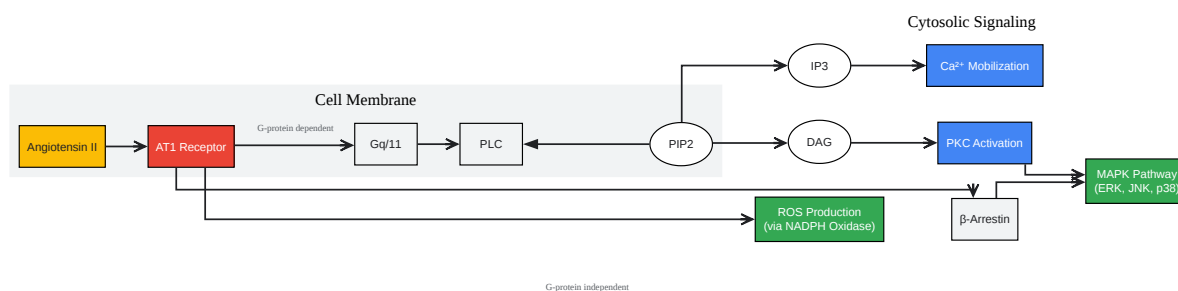 Cytosolic Signaling
IP3
Ca²⁺ Mobilization
Cell Membrane
G-protein dependent
Angiotensin II
AT1 Receptor
Gq/11
PLC
PIP2
DAG
PKC Activation
MAPK Pathway
(ERK, JNK, p38)
ROS Production
(via NADPH Oxidase)
β-Arrestin
G-protein independent